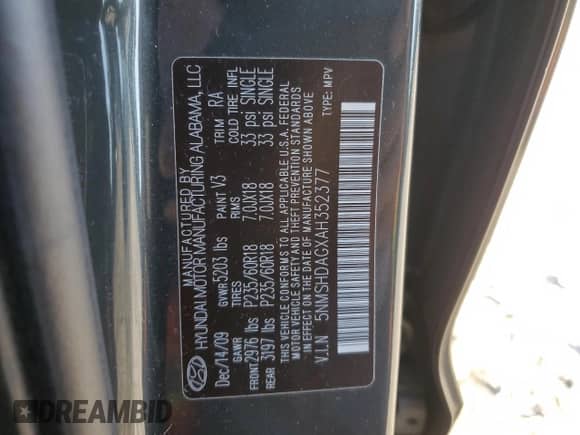 MANUFACTURED BY
HYUNDAI MOTOR MANUFACTURING ALABAMA, LLC
Dec/14/09 GVWR 5203 lbs PAINT V3 TRIM RA
GAWR TIRES RIMS COLD TIRE INFL
FRONT 2976 lbs P235/60R18 7.0JX18 33 psi SINGLE
REAR 3197 lbs P235/60R18 7.0JX18 33 psi SINGLE
THIS VEHICLE CONFORMS TO ALL APPLICABLE U.S.A. FEDERAL
MOTOR VEHICLE SAFETY AND THEFT PREVENTION STANDARDS
IN EFFECT ON THE DATE OF MANUFACTURE SHOWN ABOVE
V.I.N 5NMSHDAGXAH352377 TYPE: MPV
DREAMBID